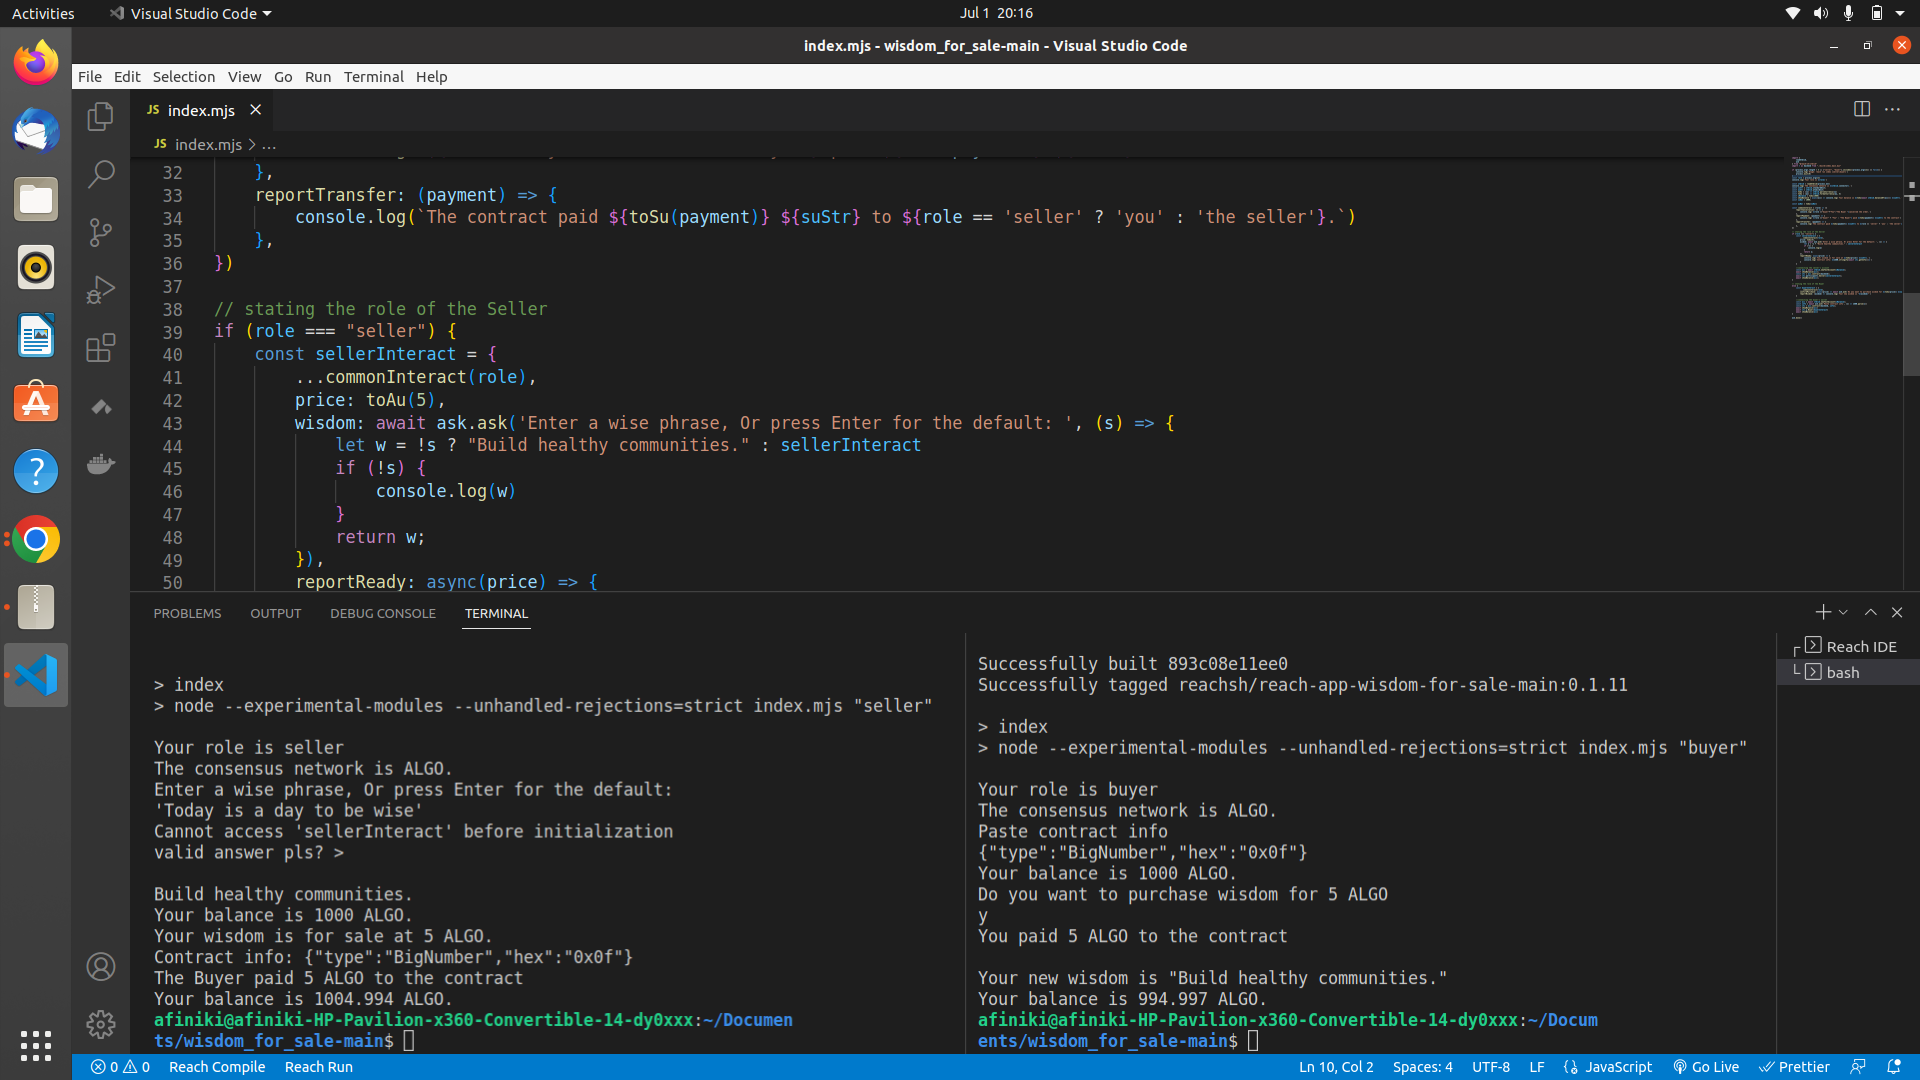 Activities
Visual Studio Code
Jul 1 20:16
index.mjs - wisdom_for_sale-main - Visual Studio Code
File Edit Selection View Go Run Terminal Help
JS index.mjs
JS index.mjs > ...
32 },
33 reportTransfer: (payment) => {
34 console.log(`The contract paid ${toSu(payment)} ${suStr} to ${role == 'seller' ? 'you' : 'the seller'}.`)
35 },
36 })
37
38 // stating the role of the Seller
39 if (role === "seller") {
40 const sellerInteract = {
41 ...commonInteract(role),
42 price: toAu(5),
43 wisdom: await ask.ask('Enter a wise phrase, Or press Enter for the default: ', (s) => {
44 let w = !s ? "Build healthy communities." : sellerInteract
45 if (!s) {
46 console.log(w)
47 }
48 return w;
49 }),
50 reportReady: async(price) => {
PROBLEMS OUTPUT DEBUG CONSOLE TERMINAL
> index
> node --experimental-modules --unhandled-rejections=strict index.mjs "seller"
Your role is seller
The consensus network is ALGO.
Enter a wise phrase, Or press Enter for the default:
'Today is a day to be wise'
Cannot access 'sellerInteract' before initialization
valid answer pls? >
Build healthy communities.
Your balance is 1000 ALGO.
Your wisdom is for sale at 5 ALGO.
Contract info: {"type":"BigNumber","hex":"0x0f"}
The Buyer paid 5 ALGO to the contract
Your balance is 1004.994 ALGO.
afiniki@afiniki-HP-Pavilion-x360-Convertible-14-dy0xxx:~/Documen
ts/wisdom_for_sale-main$
Successfully built 893c08e11ee0
Successfully tagged reachsh/reach-app-wisdom-for-sale-main:0.1.11
> index
> node --experimental-modules --unhandled-rejections=strict index.mjs "buyer"
Your role is buyer
The consensus network is ALGO.
Paste contract info
{"type":"BigNumber","hex":"0x0f"}
Your balance is 1000 ALGO.
Do you want to purchase wisdom for 5 ALGO
y
You paid 5 ALGO to the contract
Your new wisdom is "Build healthy communities."
Your balance is 994.997 ALGO.
afiniki@afiniki-HP-Pavilion-x360-Convertible-14-dy0xxx:~/Docum
ents/wisdom_for_sale-main$
Reach IDE
bash
0 0 Reach Compile Reach Run
Ln 10, Col 2 Spaces: 4 UTF-8 LF {} JavaScript Go Live Prettier